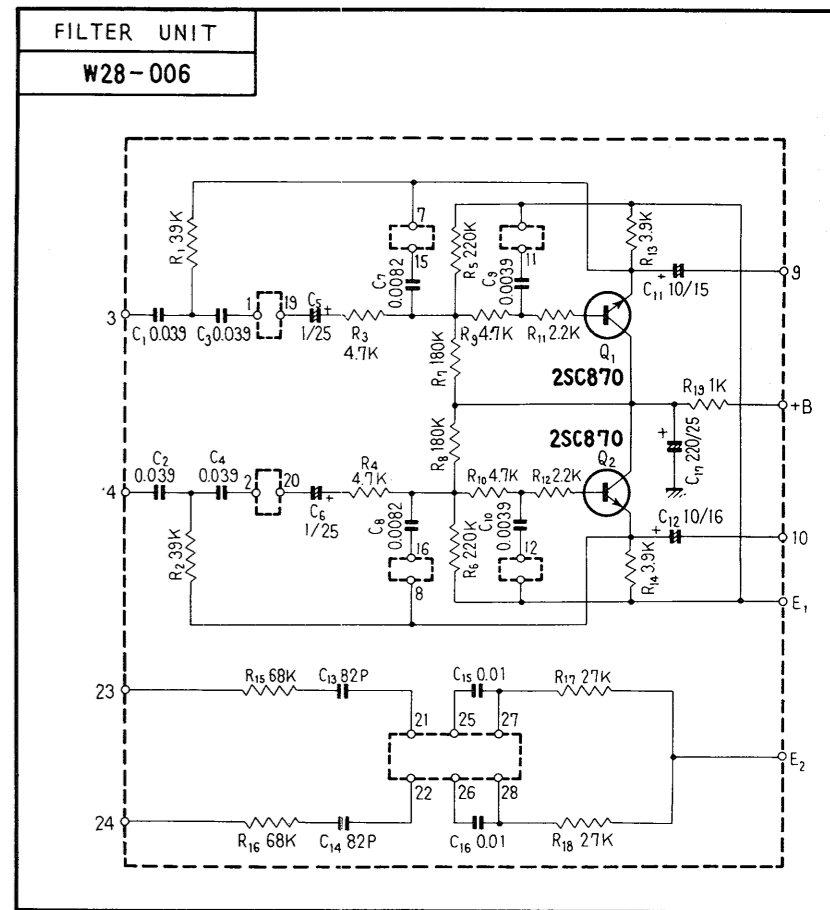 FILTER UNIT
W28-006
R1 39K
7
15
C7 0.0082
R5 220K
11
C9 0.0039
R13 3.9K
9
C11 10/15
3
C1 0.039
C3 0.039
1
19
C5 1/25
R3 4.7K
R9 4.7K
R11 2.2K
Q1
2SC870
R7 180K
R19 1K
+B
2SC870
C17 220/25
R8 180K
C2 0.039
C4 0.039
4
2
20
C6 1/25
R4 4.7K
R10 4.7K
R12 2.2K
Q2
C8 0.0082
C10 0.0039
C12 10/16
10
R2 39K
16
8
R6 220K
12
R14 3.9K
E1
23
R15 68K
C13 82P
C15 0.01
R17 27K
21
25
27
E2
22
26
28
24
R16 68K
C14 82P
C16 0.01
R18 27K